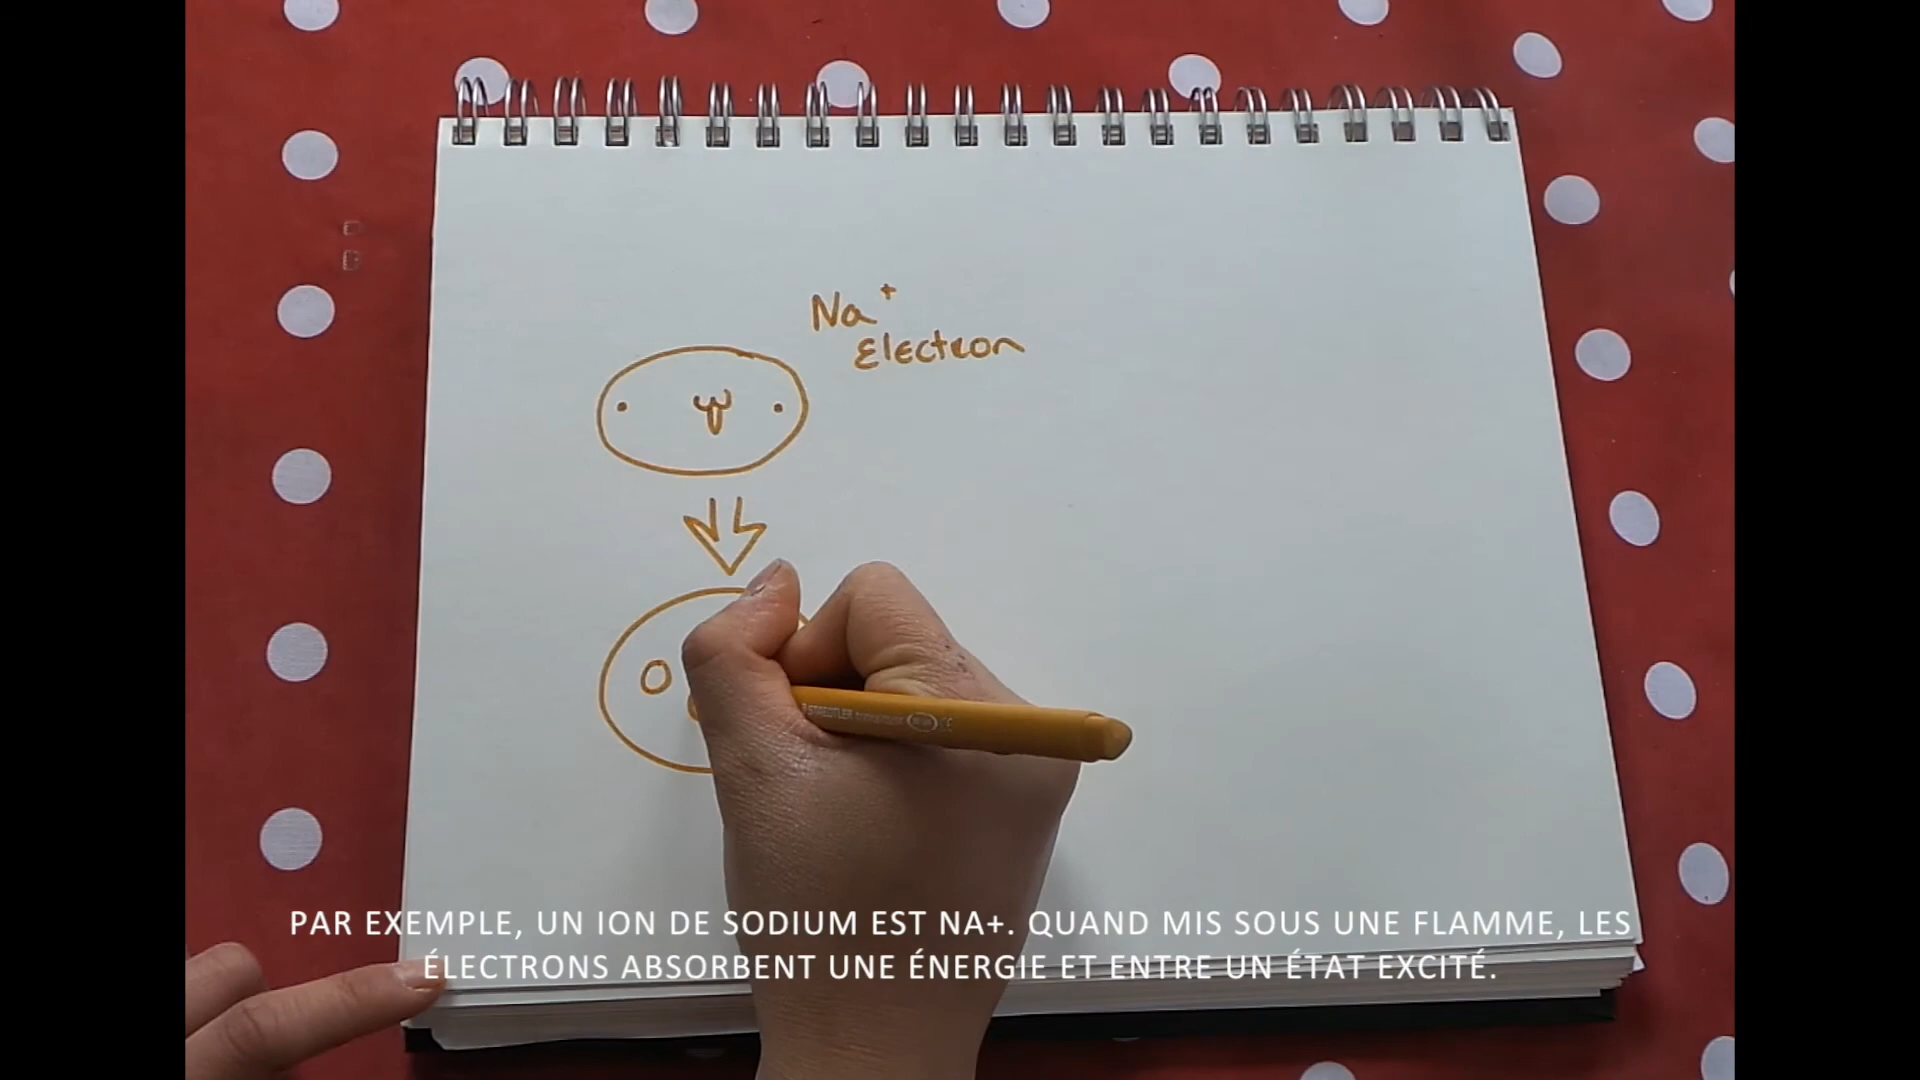 Na+
Electron
STAEDTLER
PAR EXEMPLE, UN ION DE SODIUM EST NA+. QUAND MIS SOUS UNE FLAMME, LES
ÉLECTRONS ABSORBENT UNE ÉNERGIE ET ENTRE UN ÉTAT EXCITÉ.